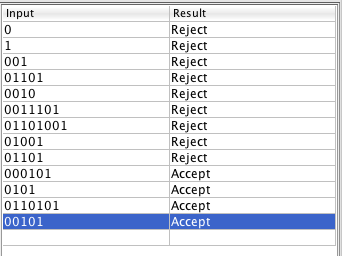 Input Result
0 Reject
1 Reject
001 Reject
01101 Reject
0010 Reject
0011101 Reject
01101001 Reject
01001 Reject
01101 Reject
000101 Accept
0101 Accept
0110101 Accept
00101 Accept